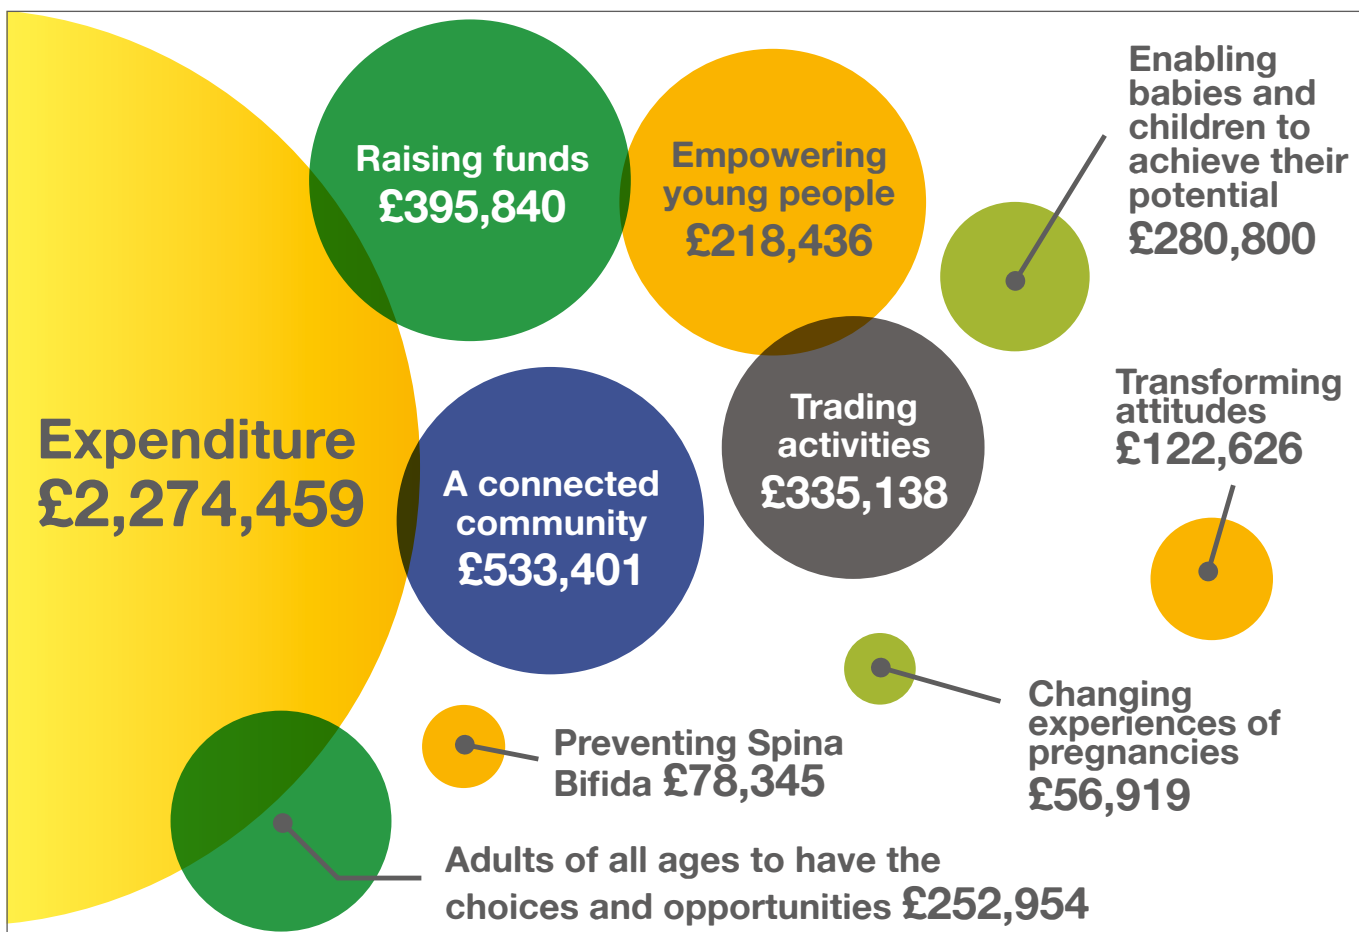 Expenditure
£2,274,459
Raising funds
£395,840
Empowering
young people
£218,436
Enabling
babies and
children to
achieve their
potential
£280,800
A connected
community
£533,401
Trading
activities
£335,138
Transforming
attitudes
£122,626
Preventing Spina
Bifida £78,345
Changing
experiences of
pregnancies
£56,919
Adults of all ages to have the
choices and opportunities £252,954